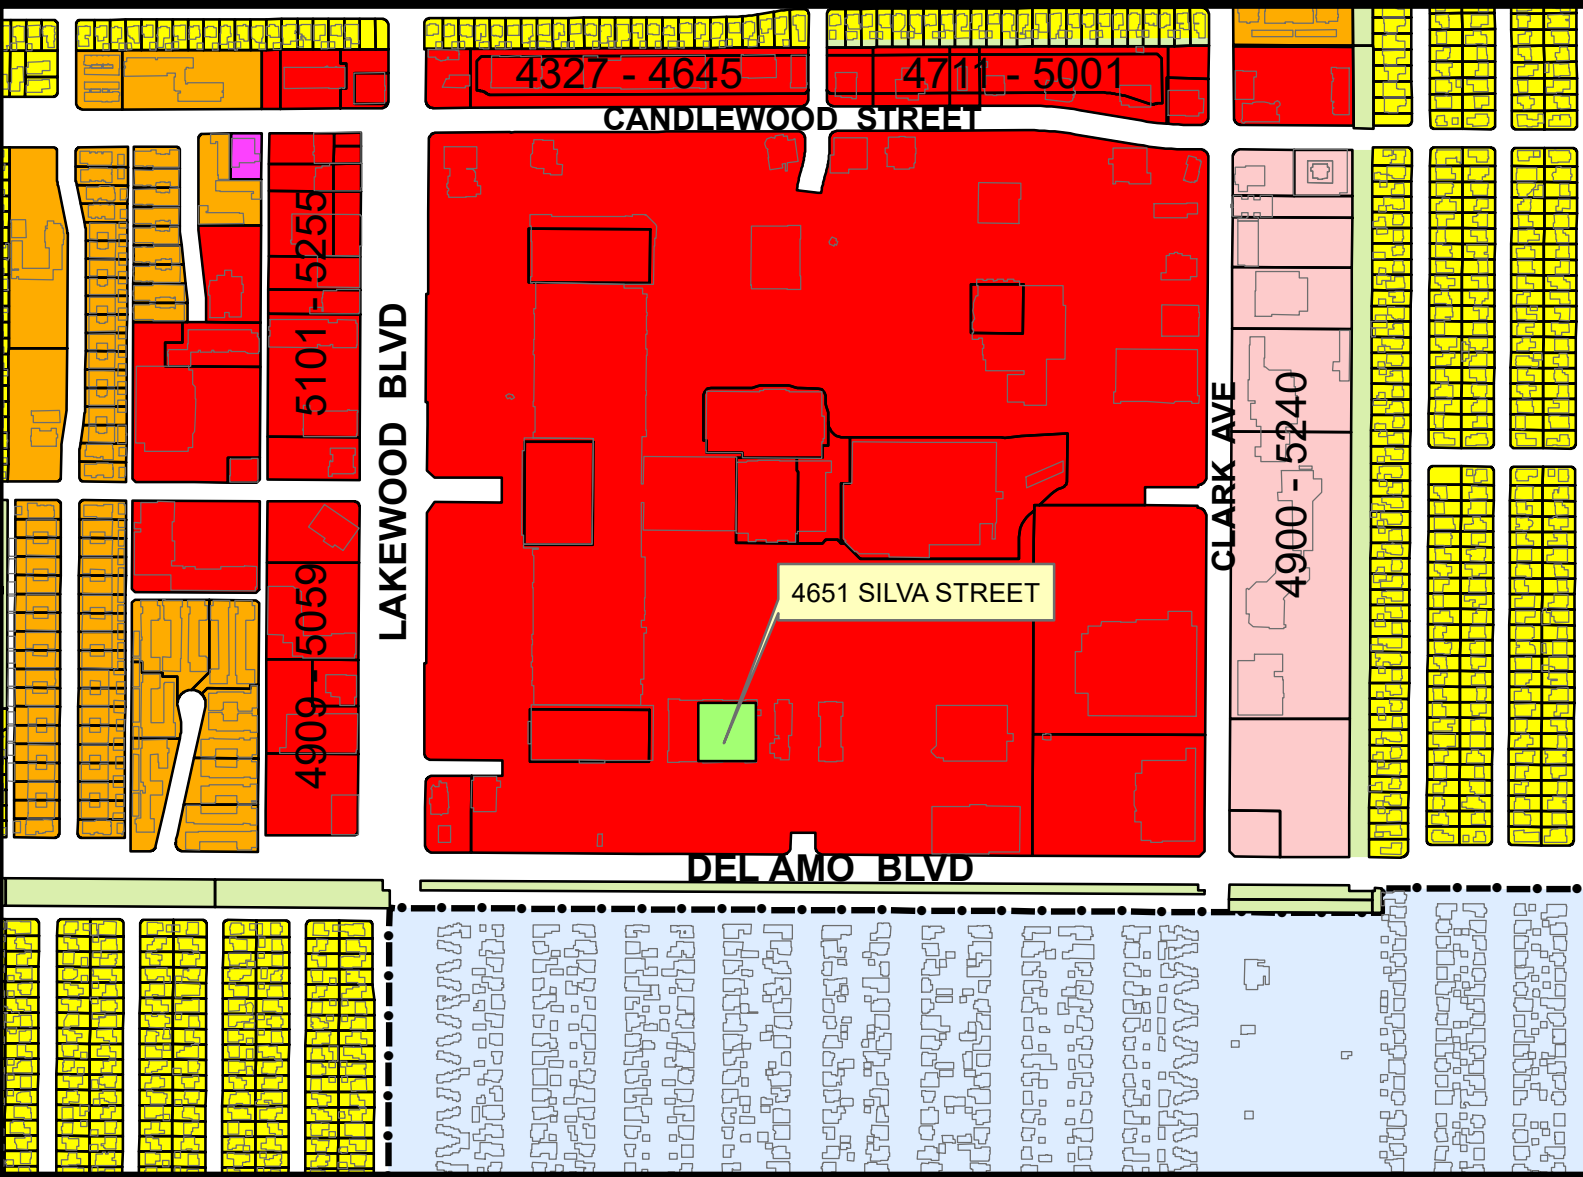 4327 - 4645
4711 - 5001
CANDLEWOOD STREET
5101 - 5255
LAKEWOOD BLVD
CLARK AVE
4900 - 5240
4651 SILVA STREET
4909 - 5059
DEL AMO BLVD